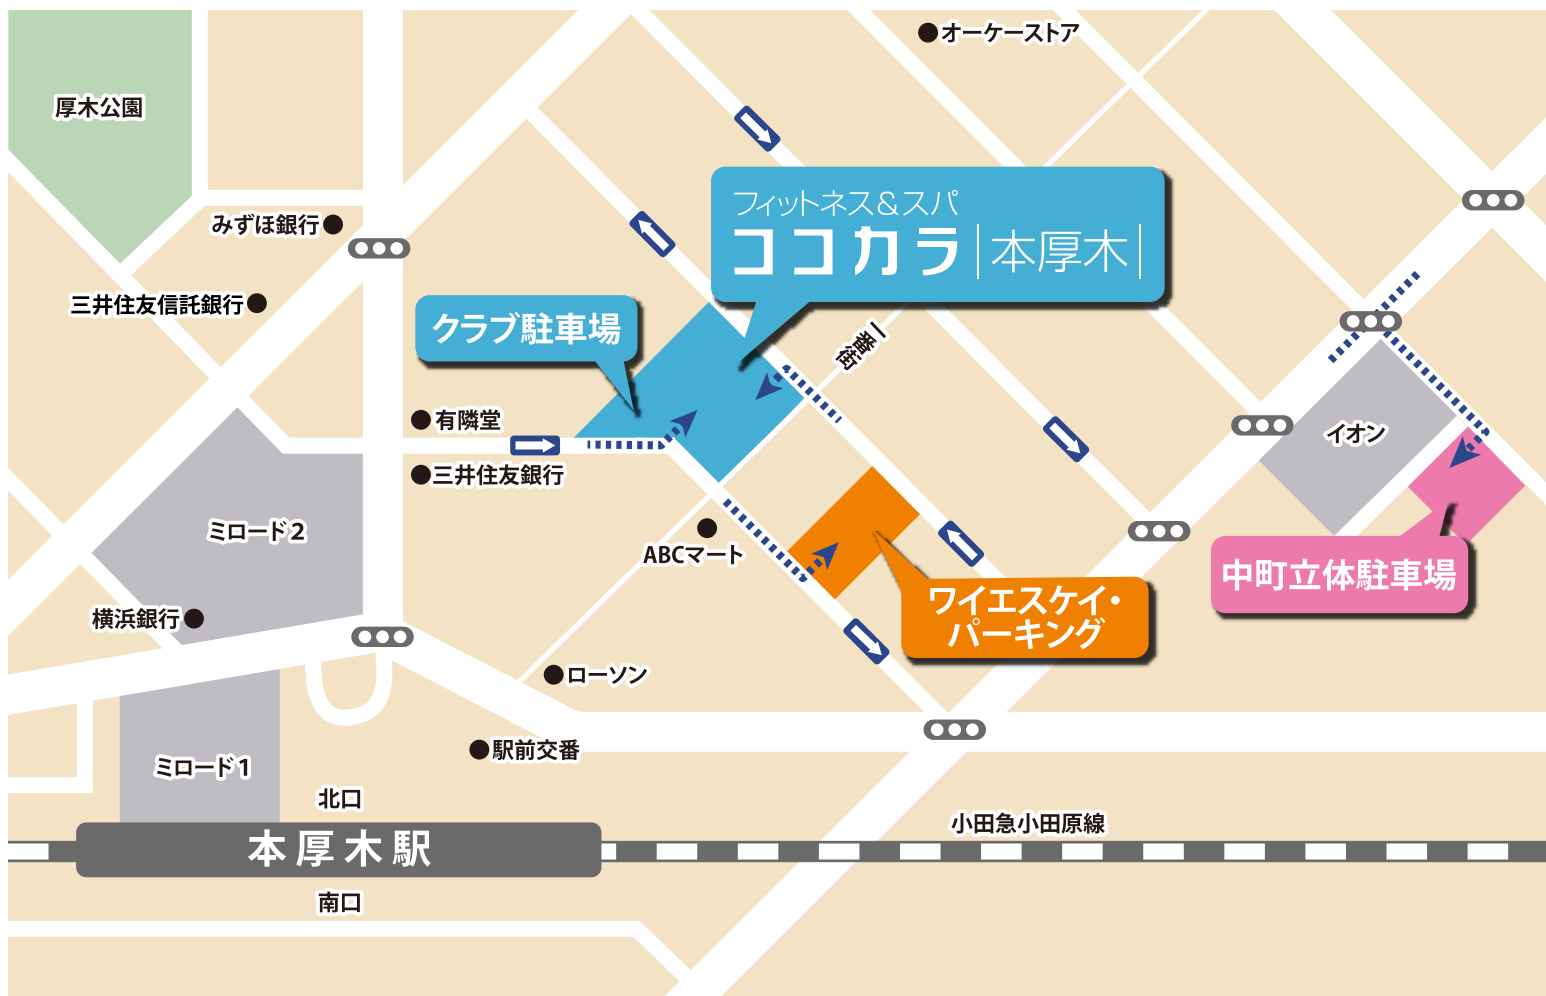 オーケーストア
厚木公園
みずほ銀行
フィットネス＆スパ
ココカラ 本厚木
三井住友信託銀行
クラブ駐車場
一番街
有隣堂
三井住友銀行
イオン
ミロード2
ABCマート
中町立体駐車場
ワイエスケイ・
パーキング
横浜銀行
ローソン
駅前交番
ミロード1
北口
小田急小田原線
本厚木駅
南口